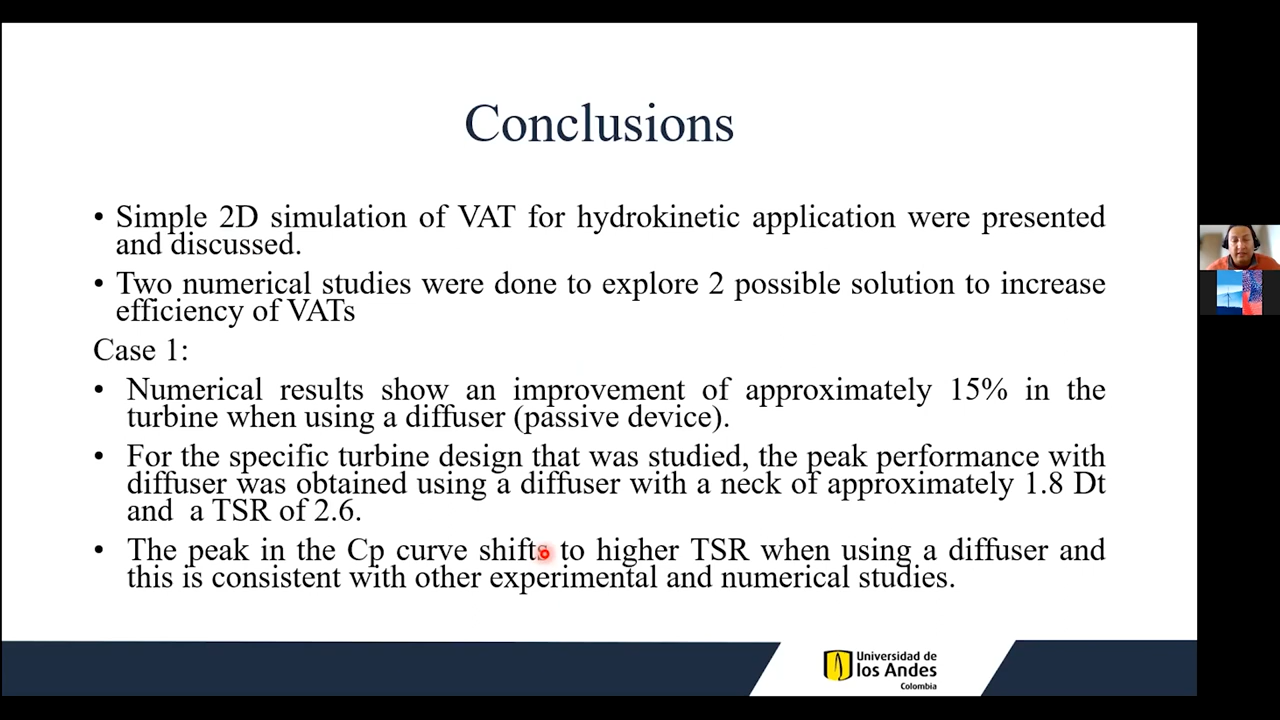 Conclusions
• Simple 2D simulation of VAT for hydrokinetic application were presented
and discussed.
• Two numerical studies were done to explore 2 possible solution to increase
efficiency of VATs
Case 1:
• Numerical results show an improvement of approximately 15% in the
turbine when using a diffuser (passive device).
• For the specific turbine design that was studied, the peak performance with
diffuser was obtained using a diffuser with a neck of approximately 1.8 Dt
and a TSR of 2.6.
• The peak in the Cp curve shifts to higher TSR when using a diffuser and
this is consistent with other experimental and numerical studies.
Universidad de
los Andes
Colombia